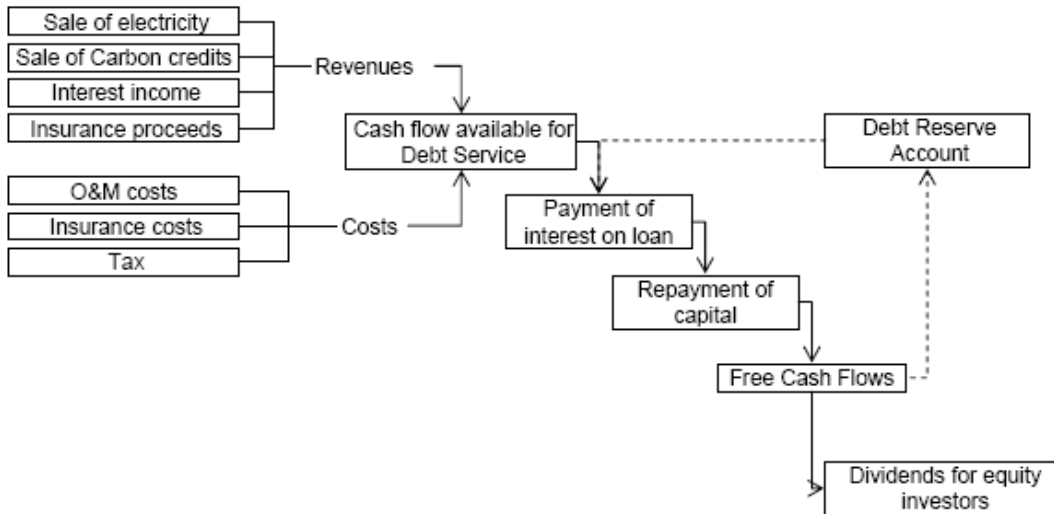 Sale of electricity
Sale of Carbon credits
Interest income
Insurance proceeds
Revenues
Cash flow available for
Debt Service
Debt Reserve
Account
O&M costs
Insurance costs
Tax
Costs
Payment of
interest on loan
Repayment of
capital
Free Cash Flows
Dividends for equity
investors